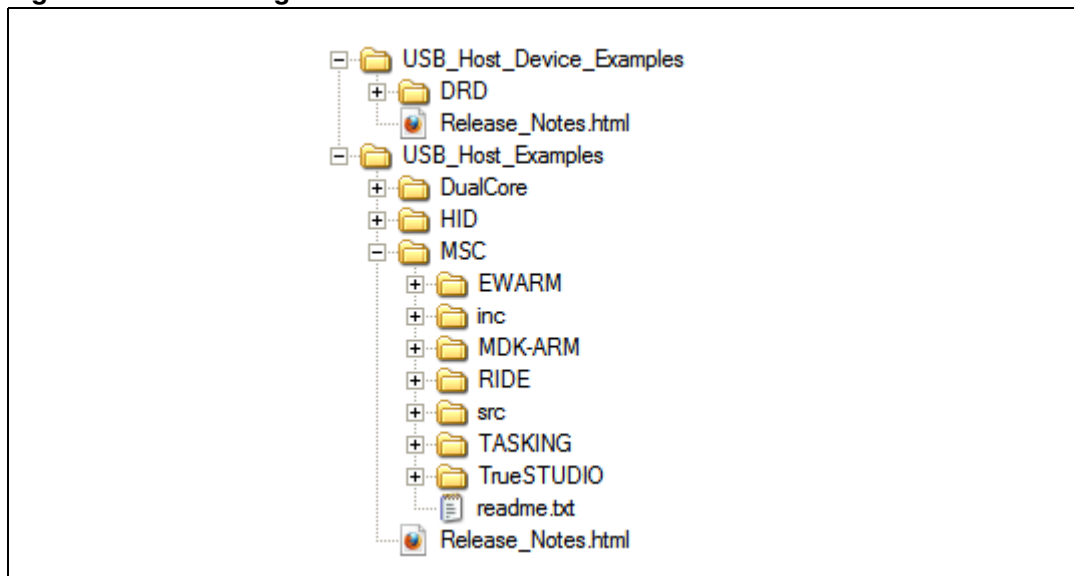 USB_Host_Device_Examples
DRD
Release_Notes.html
USB_Host_Examples
DualCore
HID
MSC
EWARM
inc
MDK-ARM
RIDE
src
TASKING
TrueSTUDIO
readme.txt
Release_Notes.html